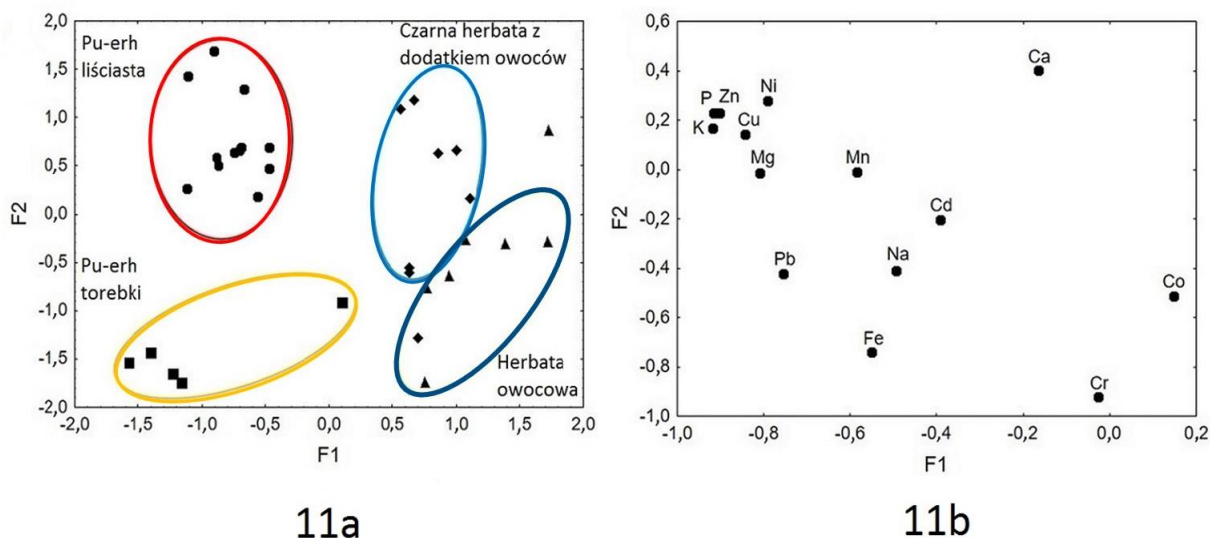 2,0
1,5
1,0
0,5
0,0
-0,5
-1,0
-1,5
-2,0
F2
-2,0 -1,5 -1,0 -0,5 0,0 0,5 1,0 1,5 2,0
F1
Pu-erh
liściasta
Czarna herbata z
dodatkiem owoców
Pu-erh
torebki
Herbata
owocowa
11a
0,6
0,4
0,2
0,0
-0,2
-0,4
-0,6
-0,8
-1,0
F2
-1,0 -0,8 -0,6 -0,4 -0,2 0,0 0,2
F1
Ca
P Zn Ni
K Cu
Mg Mn
Cd
Pb Na
Co
Fe
Cr
11b